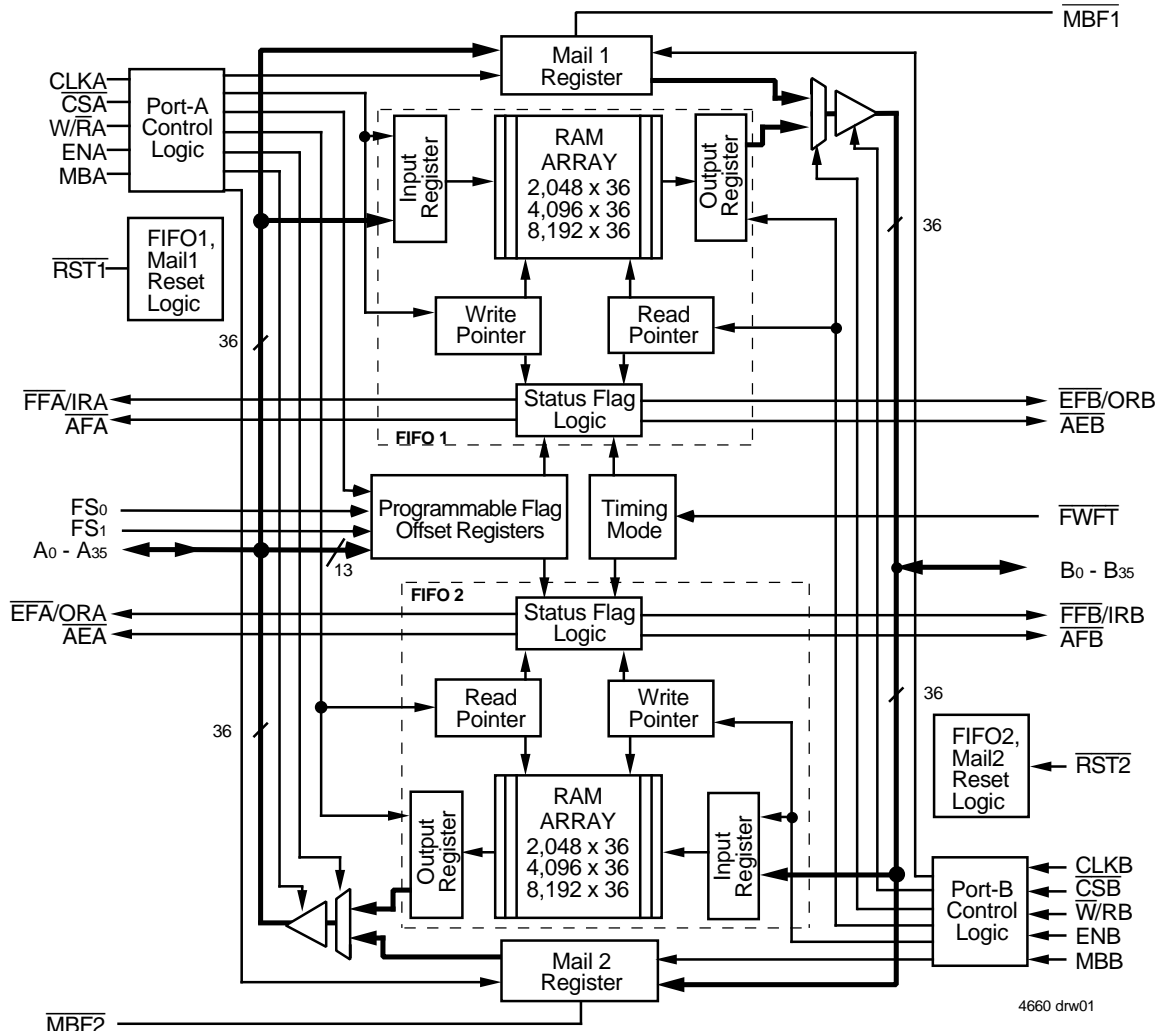 MBF1
Mail 1
Register
CLKA
CSA
W/RA
ENA
MBA
Port-A
Control
Logic
RAM
ARRAY
2,048 x 36
4,096 x 36
8,192 x 36
Input
Register
Output
Register
36
RST1
FIFO1,
Mail1
Reset
Logic
36
Write
Pointer
Read
Pointer
FFA/IRA
AFA
Status Flag
Logic
EFB/ORB
AEB
FIFO 1
FS0
FS1
A0 - A35
Programmable Flag
Offset Registers
Timing
Mode
FWFT
13
B0 - B35
FIFO 2
EFA/ORA
AEA
Status Flag
Logic
FFB/IRB
AFB
36
Read
Pointer
Write
Pointer
36
FIFO2,
Mail2
Reset
Logic
RST2
Output
Register
RAM
ARRAY
2,048 x 36
4,096 x 36
8,192 x 36
Input
Register
Port-B
Control
Logic
CLKB
CSB
W/RB
ENB
MBB
Mail 2
Register
4660 drw01
MBF2